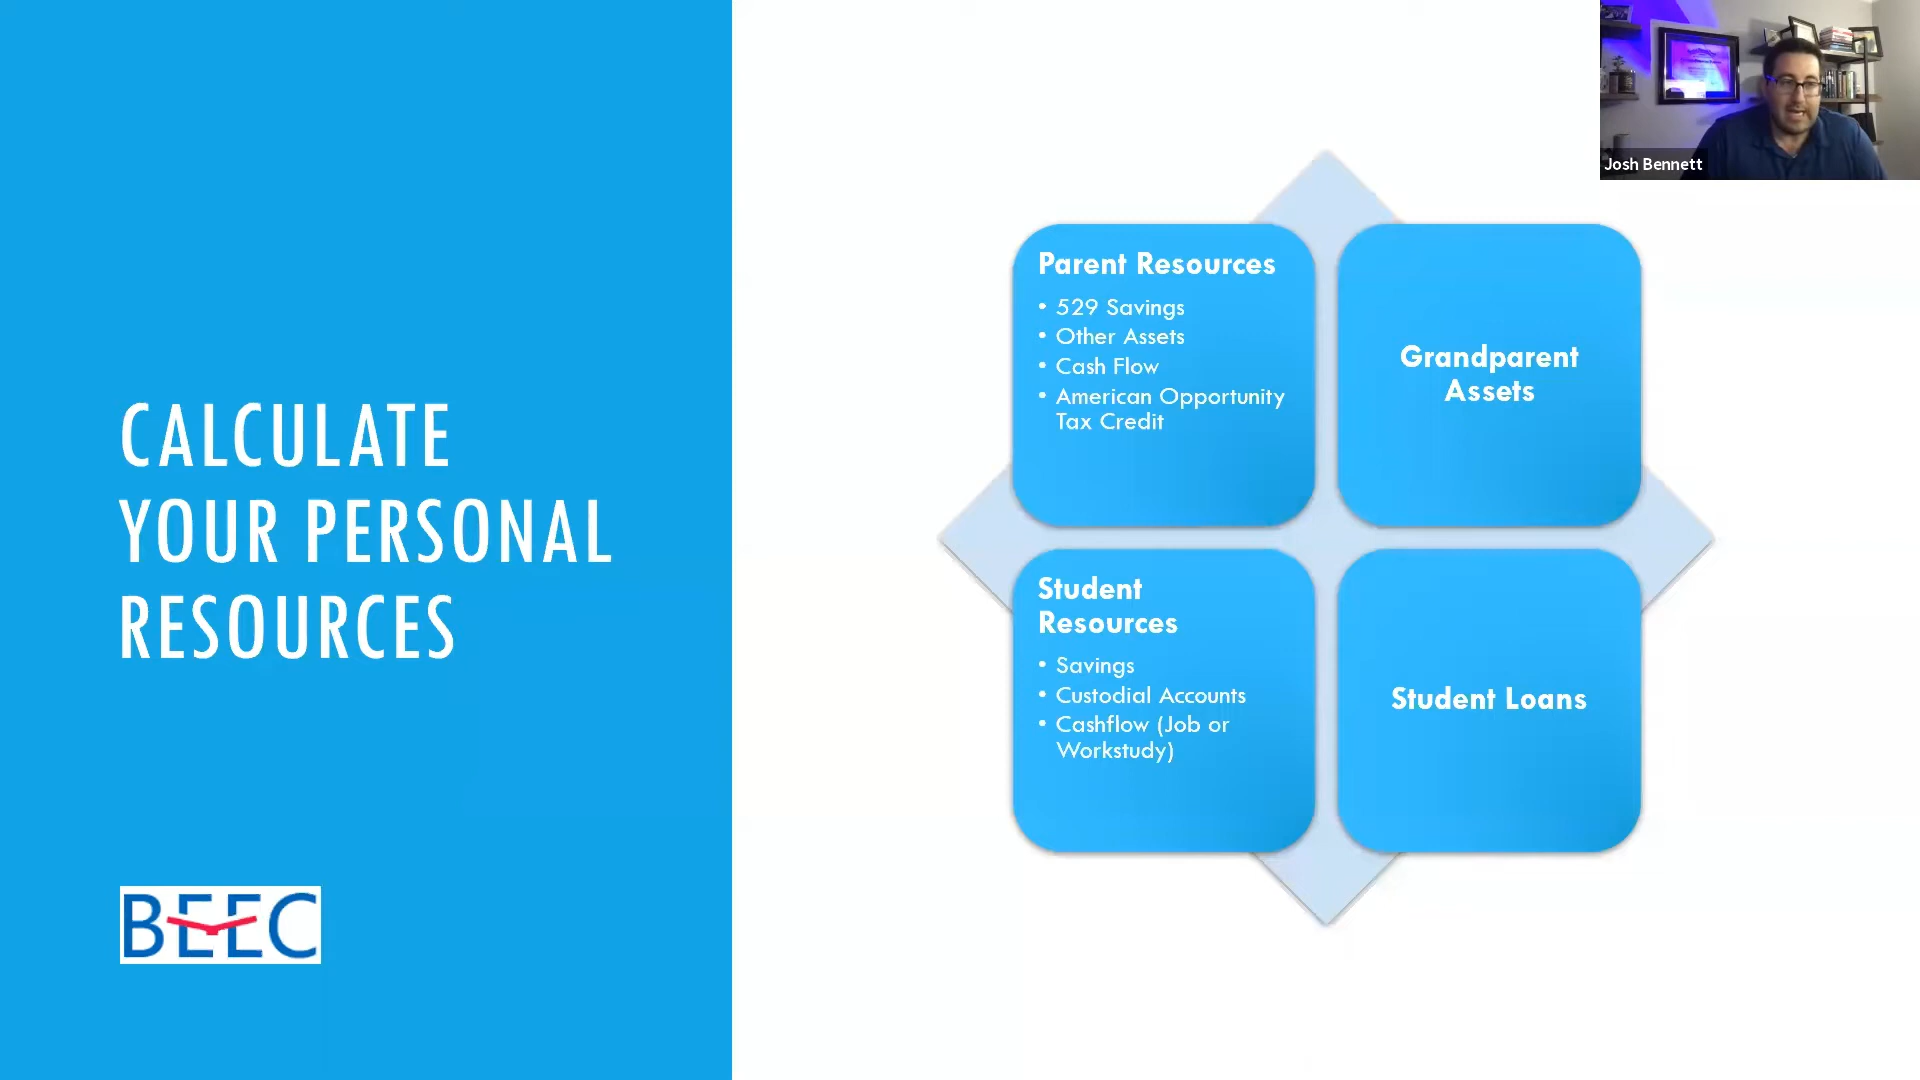 CALCULATE
YOUR PERSONAL
RESOURCES
BEEC
Parent Resources
• 529 Savings
• Other Assets
• Cash Flow
• American Opportunity
Tax Credit
Grandparent
Assets
Student
Resources
• Savings
• Custodial Accounts
• Cashflow (Job or
Workstudy)
Student Loans
Josh Bennett